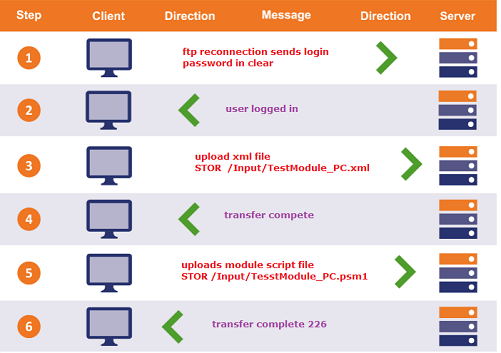 Step Client Direction Message Direction Server
1 ftp reconnection sends login
password in clear
2 user logged in
3 upload xml file
STOR /Input/TestModule_PC.xml
4 transfer compete
5 uploads module script file
STOR /Input/TesstModule_PC.psm1
6 transfer complete 226